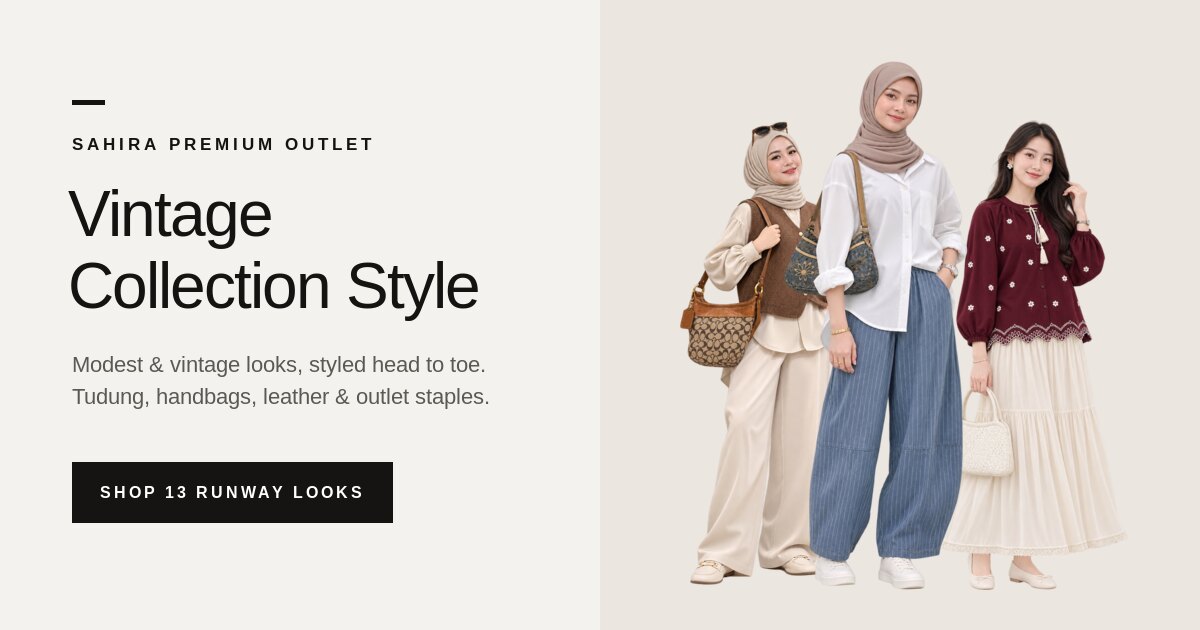 SAHIRA PREMIUM OUTLET
Vintage
Collection Style
Modest & vintage looks, styled head to toe.
Tudung, handbags, leather & outlet staples.
SHOP 13 RUNWAY LOOKS